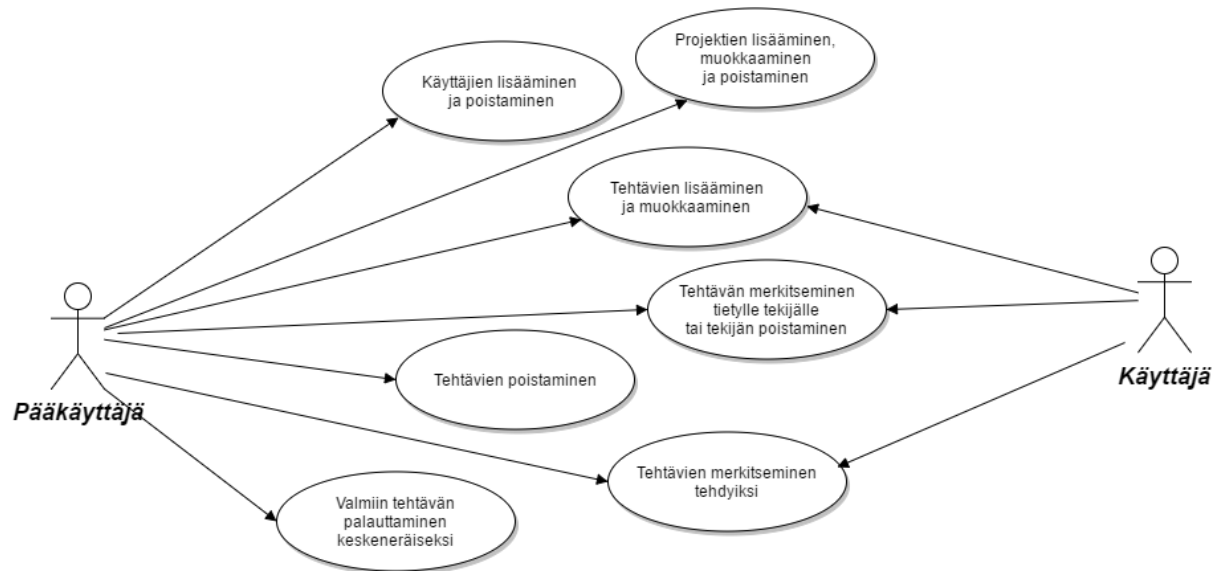 Projektien lisääminen,
muokkaaminen
ja poistaminen
Käyttäjien lisääminen
ja poistaminen
Tehtävien lisääminen
ja muokkaaminen
Tehtävän merkitseminen
tietylle tekijälle
tai tekijän poistaminen
Tehtävien poistaminen
Käyttäjä
Pääkäyttäjä
Tehtävien merkitseminen
tehdyiksi
Valmiin tehtävän
palauttaminen
keskeneräiseksi